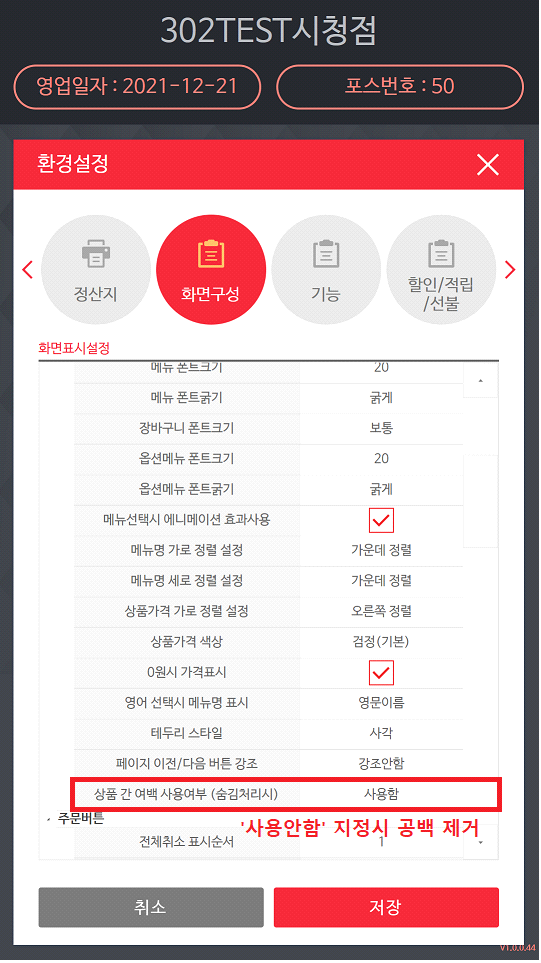 302TEST시청점
영업일자 : 2021-12-21
포스번호 : 50
환경설정
정산지
화면구성
기능
할인/적립
/선불
화면표시설정
메뉴 폰트크기 20
메뉴 폰트굵기 굵게
장바구니 폰트크기 보통
옵션메뉴 폰트크기 20
옵션메뉴 폰트굵기 굵게
메뉴선택시 에니메이션 효과사용
메뉴명 가로 정렬 설정 가운데 정렬
메뉴명 세로 정렬 설정 가운데 정렬
상품가격 가로 정렬 설정 오른쪽 정렬
상품가격 색상 검정(기본)
0원시 가격표시
영어 선택시 메뉴명 표시 영문이름
테두리 스타일 사각
페이지 이전/다음 버튼 강조 강조안함
상품 간 여백 사용여부 (숨김처리시) 사용함
주문버튼
'사용안함' 지정시 공백 제거
전체취소 표시순서 1
취소
저장
V1.0.0.44